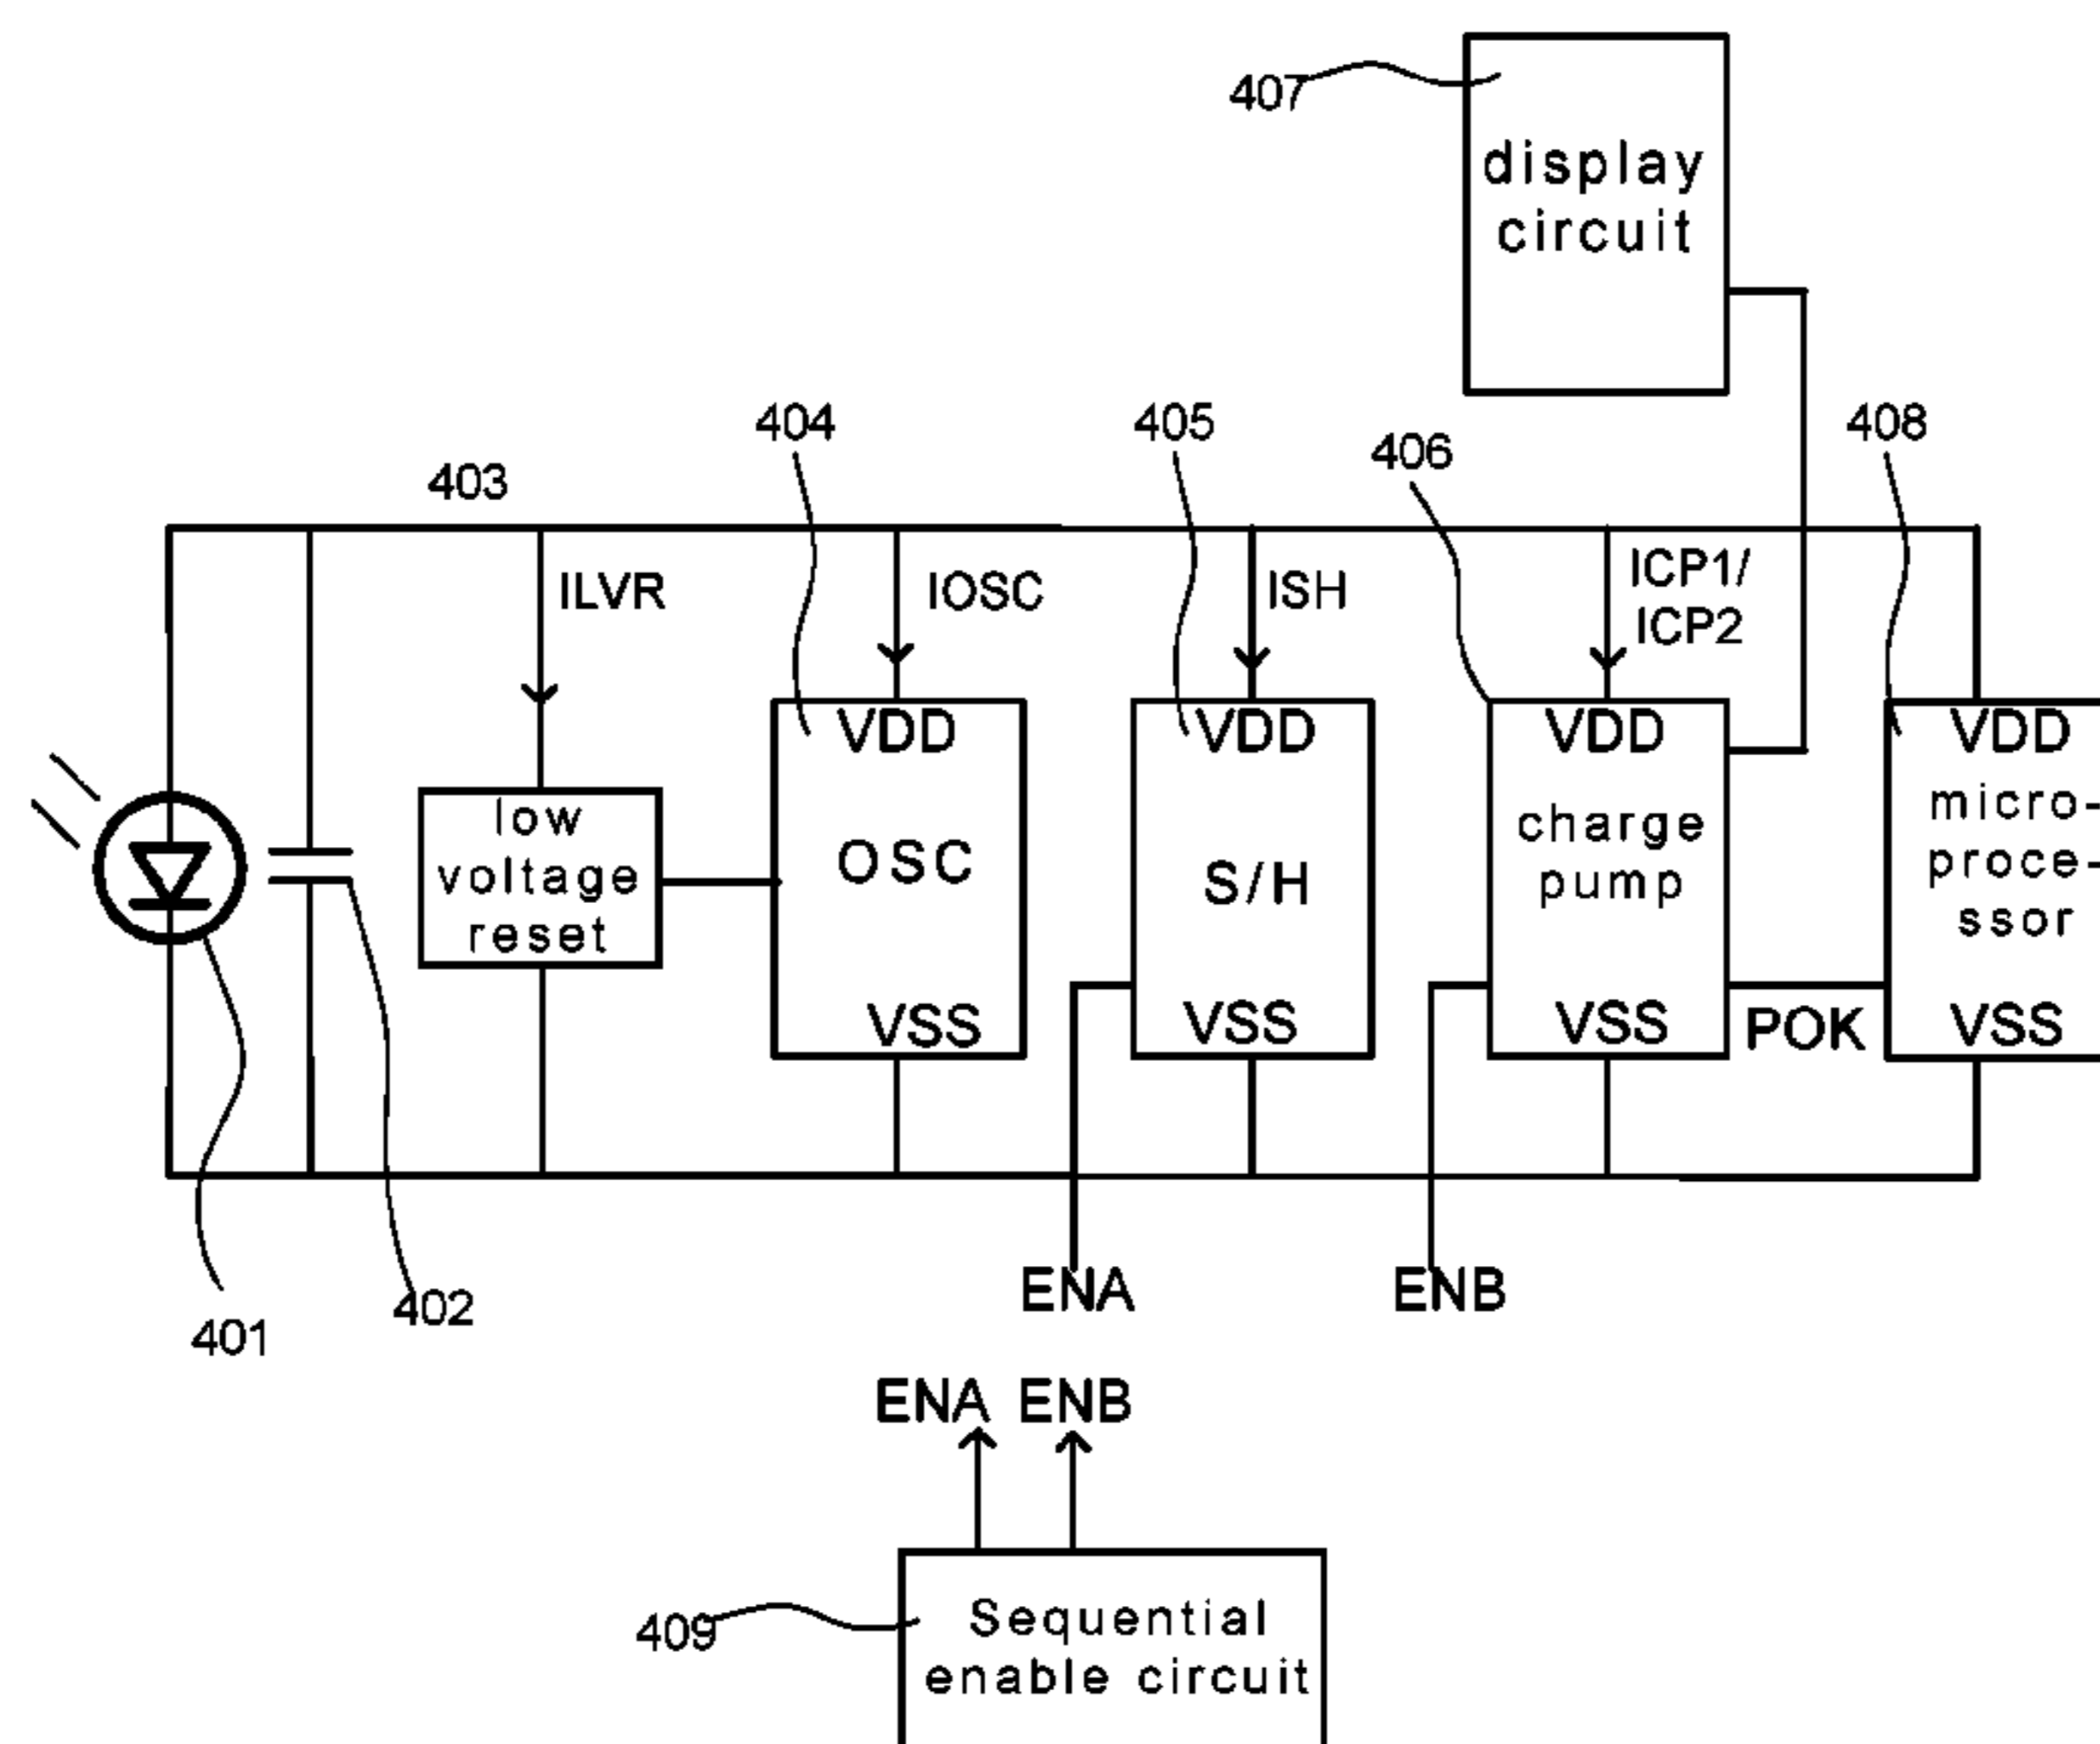 407
display
circuit
404
405
406
408
403
ILVR
IOSC
ISH
ICP1/
ICP2
VDD
VDD
VDD
VDD
low
voltage
reset
OSC
S/H
charge
pump
micro-
proce-
ssor
VSS
VSS
VSS
POK
VSS
ENA
ENB
401
402
ENA ENB
409
Sequential
enable circuit